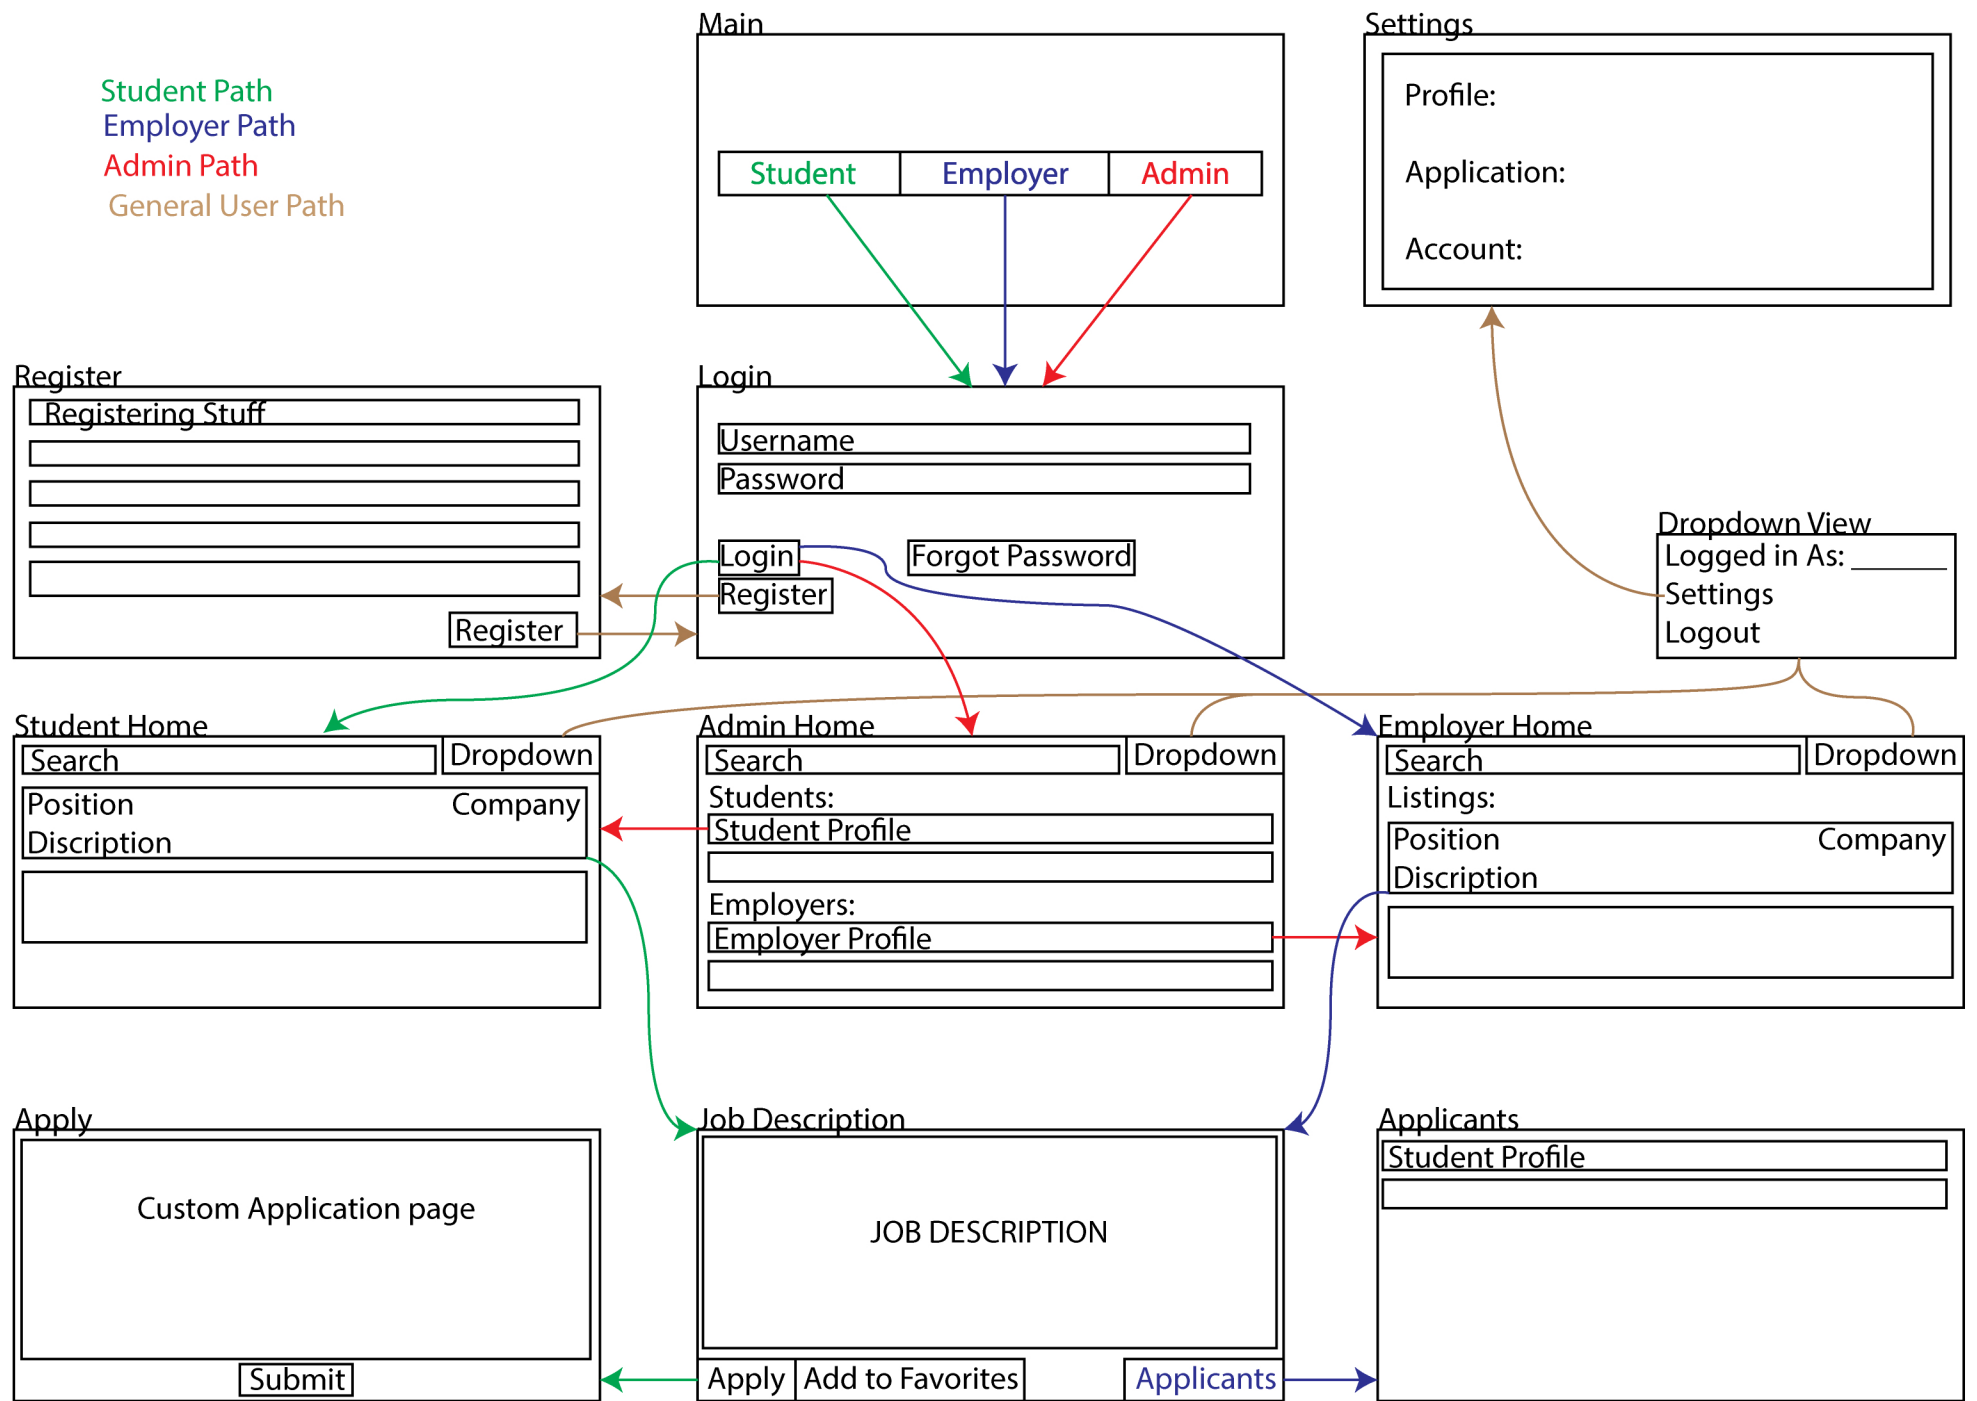 Main
Settings
Student Path
Employer Path
Admin Path
General User Path
Student
Employer
Admin
Profile:
Application:
Account:
Register
Registering Stuff
Register
Login
Username
Password
Login
Forgot Password
Register
Dropdown View
Logged in As: ______
Settings
Logout
Student Home
Search
Dropdown
Position
Company
Discription
Admin Home
Search
Dropdown
Students:
Student Profile
Employers:
Employer Profile
Employer Home
Search
Dropdown
Listings:
Position
Company
Discription
Apply
Custom Application page
Submit
Job Description
JOB DESCRIPTION
Apply
Add to Favorites
Applicants
Applicants
Student Profile